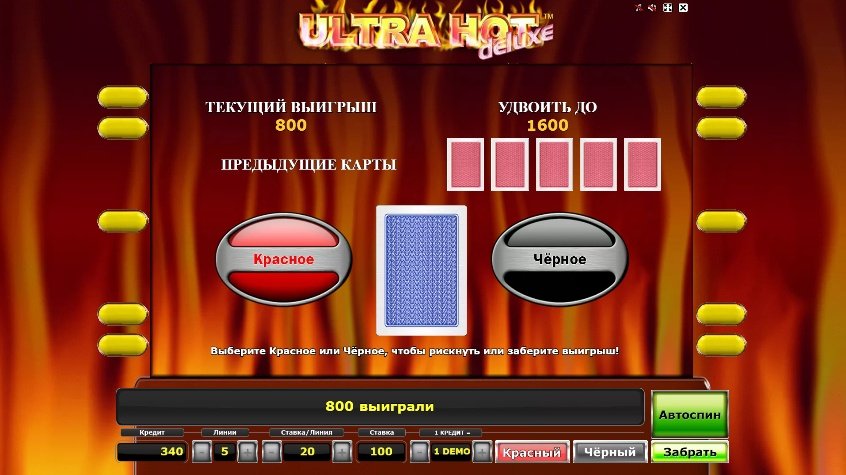 ULTRA HOT™
deluxe
ТЕКУЩИЙ ВЫИГРЫШ
800
УДВОИТЬ ДО
1600
ПРЕДЫДУЩИЕ КАРТЫ
Красное
Чёрное
Выберите Красное или Чёрное, чтобы рискнуть или заберите выигрыш!
800 выиграли
Автоспин
Кредит
Линии
Ставка/Линия
Ставка
1 КРЕДИТ =
340
− 5 +
− 20 +
100
− 1 DEMO +
Красный
Чёрный
Забрать